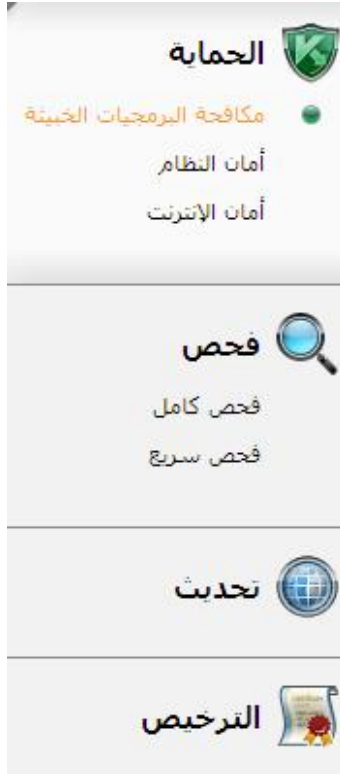 الحماية
مكافحة البرمجيات الخبيثة
أمان النظام
أمان الإنترنت
فحص
فحص كامل
فحص سريع
تحديث
الترخيص